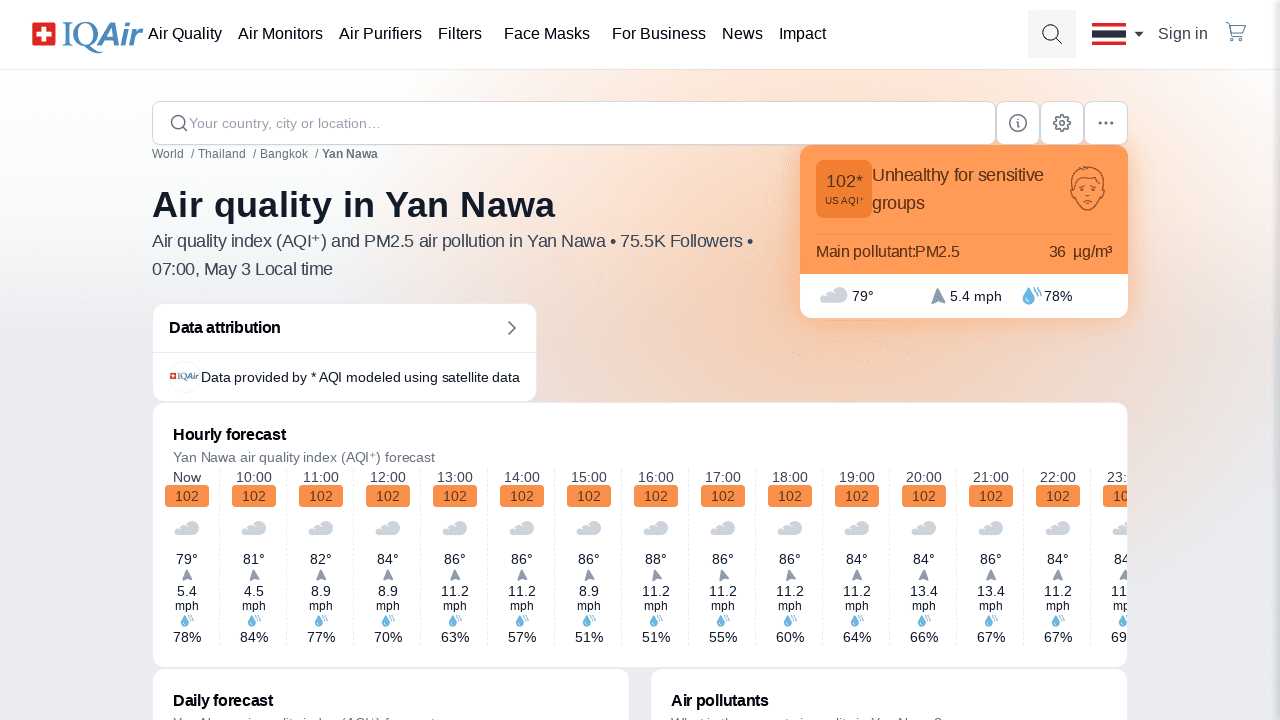 IQAir
Air Quality Air Monitors Air Purifiers Filters Face Masks For Business News Impact Sign in
Your country, city or location…
World / Thailand / Bangkok / Yan Nawa
Air quality in Yan Nawa
Air quality index (AQI⁺) and PM2.5 air pollution in Yan Nawa • 75.5K Followers •
07:00, May 3 Local time
102*
US AQI⁺
Unhealthy for sensitive
groups
Main pollutant:PM2.5 36 µg/m³
79° 5.4 mph 78%
Data attribution
IQAir Data provided by * AQI modeled using satellite data
Hourly forecast
Yan Nawa air quality index (AQI⁺) forecast
Now 10:00 11:00 12:00 13:00 14:00 15:00 16:00 17:00 18:00 19:00 20:00 21:00 22:00
102 102 102 102 102 102 102 102 102 102 102 102 102 102
79° 81° 82° 84° 86° 86° 86° 88° 86° 86° 84° 84° 86° 84°
5.4 4.5 8.9 8.9 11.2 11.2 8.9 11.2 11.2 11.2 11.2 13.4 13.4 11.2
mph mph mph mph mph mph mph mph mph mph mph mph mph mph
78% 84% 77% 70% 63% 57% 51% 51% 55% 60% 64% 66% 67% 67%
Daily forecast
Air pollutants